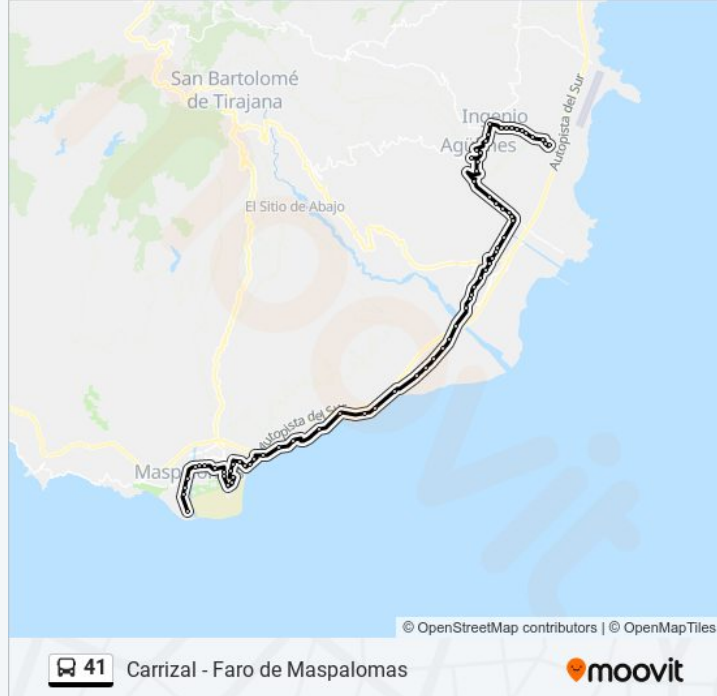 San Bartolomé
de Tirajana
Ingenio
Agüimes
Autopista del Sur
El Sitio de Abajo
Autopista del Sur
© OpenStreetMap contributors | © OpenMapTiles
41 Carrizal - Faro de Maspalomas
moovit